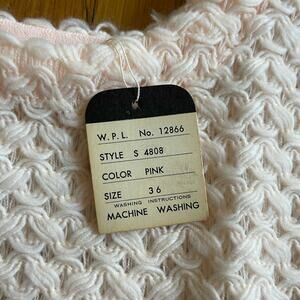 W. P. L. No. 12866
STYLE S 4808
COLOR PINK
SIZE 36
WASHING INSTRUCTIONS
MACHINE WASHING